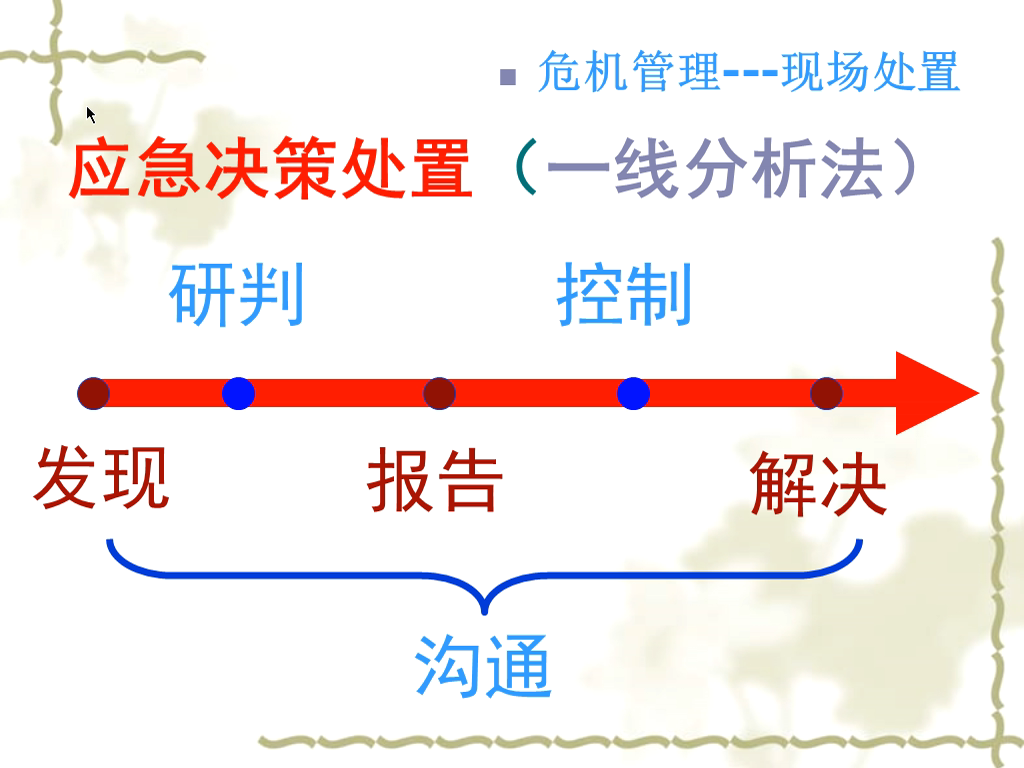 危机管理---现场处置
应急决策处置（一线分析法）
研判 控制
发现 报告 解决
沟通